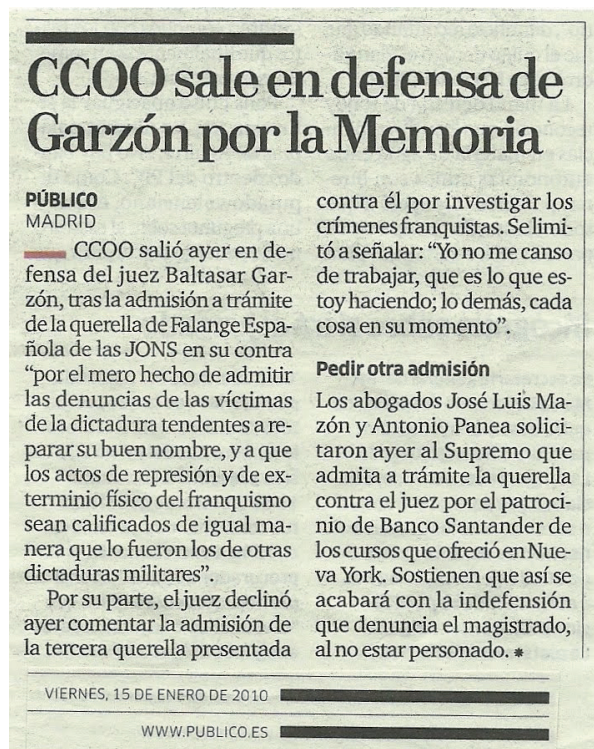 CCOO sale en defensa de
Garzón por la Memoria
PÚBLICO
MADRID
CCOO salió ayer en de-
fensa del juez Baltasar Gar-
zón, tras la admisión a trámite
de la querella de Falange Espa-
ñola de las JONS en su contra
“por el mero hecho de admitir
las denuncias de las víctimas
de la dictadura tendentes a re-
parar su buen nombre, y a que
los actos de represión y de ex-
terminio físico del franquismo
sean calificados de igual ma-
nera que lo fueron los de otras
dictaduras militares”.
Por su parte, el juez declinó
ayer comentar la admisión de
la tercera querella presentada
contra él por investigar los
crímenes franquistas. Se limi-
tó a señalar: “Yo no me canso
de trabajar, que es lo que es-
toy haciendo; lo demás, cada
cosa en su momento”.
Pedir otra admisión
Los abogados José Luis Ma-
zón y Antonio Panea solici-
taron ayer al Supremo que
admita a trámite la querella
contra el juez por el patroci-
nio de Banco Santander de
los cursos que ofreció en Nue-
va York. Sostienen que así se
acabará con la indefensión
que denuncia el magistrado,
al no estar personado. *
VIERNES, 15 DE ENERO DE 2010
WWW.PUBLICO.ES